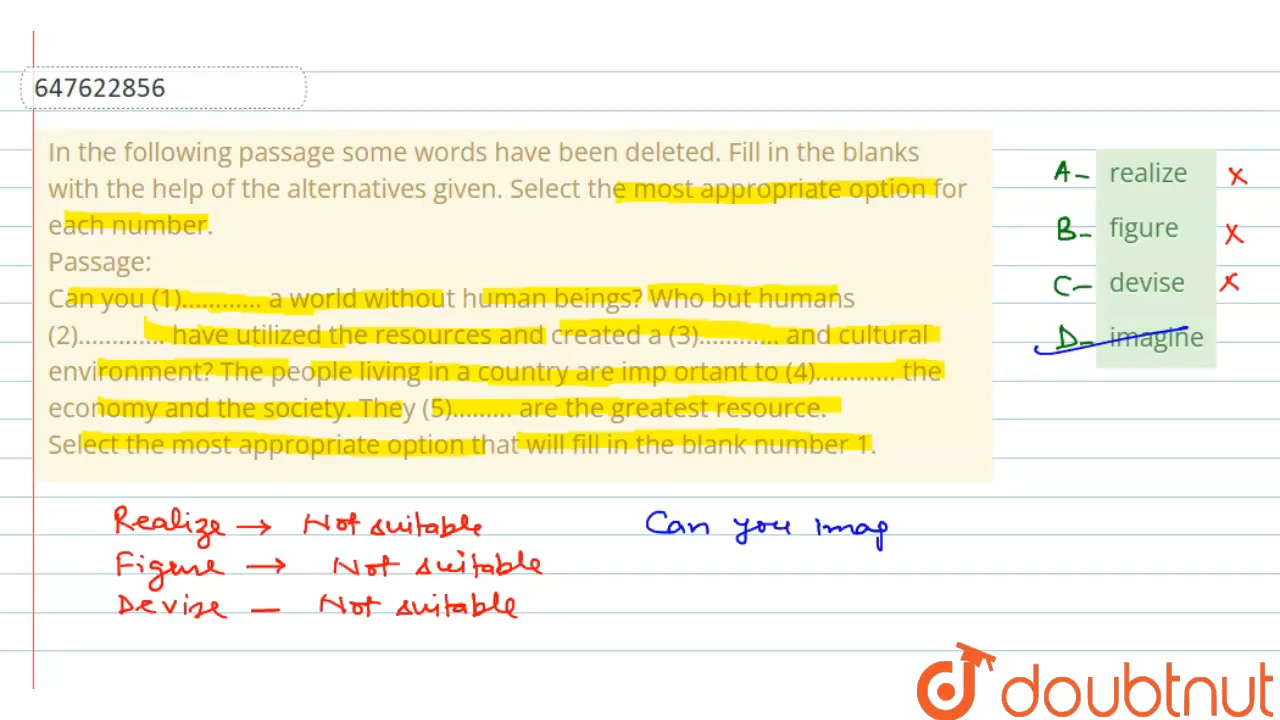 647622856
In the following passage some words have been deleted. Fill in the blanks
with the help of the alternatives given. Select the most appropriate option for
each number.
Passage:
Can you (1)............ a world without human beings? Who but humans
(2)............. have utilized the resources and created a (3)............ and cultural
environment? The people living in a country are imp ortant to (4)............ the
economy and the society. They (5)......... are the greatest resource.
Select the most appropriate option that will fill in the blank number 1.
A- realize x
B- figure x
C- devise x
D- imagine
Realize → Not suitable
Figure → Not suitable
Devise — Not suitable
Can you imag
doubtnut